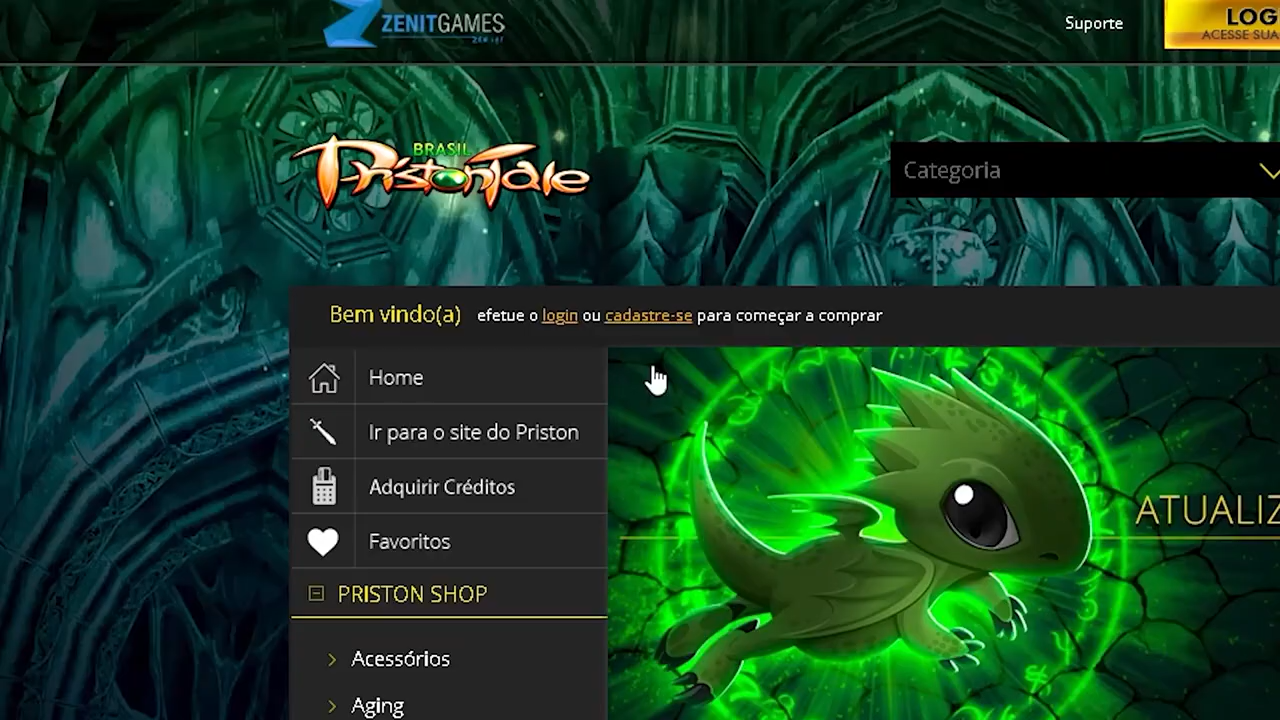 ZENITGAMES
Suporte
LOG
ACESSE SUA
BRASIL
PristonTale
Categoria
Bem vindo(a) efetue o login ou cadastre-se para começar a comprar
Home
Ir para o site do Priston
Adquirir Créditos
Favoritos
ATUALIZ
PRISTON SHOP
Acessórios
Aging